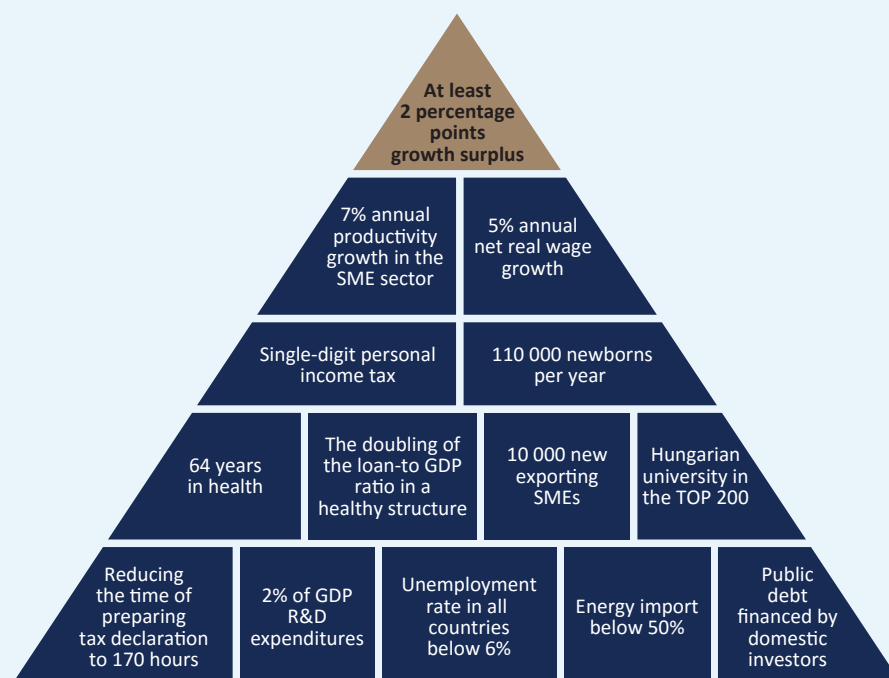 At least
2 percentage
points
growth surplus
7% annual
productivity
growth in the
SME sector
5% annual
net real wage
growth
Single-digit personal
income tax
110 000 newborns
per year
64 years
in health
The doubling of
the loan-to GDP
ratio in a
healthy structure
10 000 new
exporting
SMEs
Hungarian
university in
the TOP 200
Reducing
the time of
preparing
tax declaration
to 170 hours
2% of GDP
R&D
expenditures
Unemployment
rate in all
countries
below 6%
Energy import
below 50%
Public
debt
financed by
domestic
investors